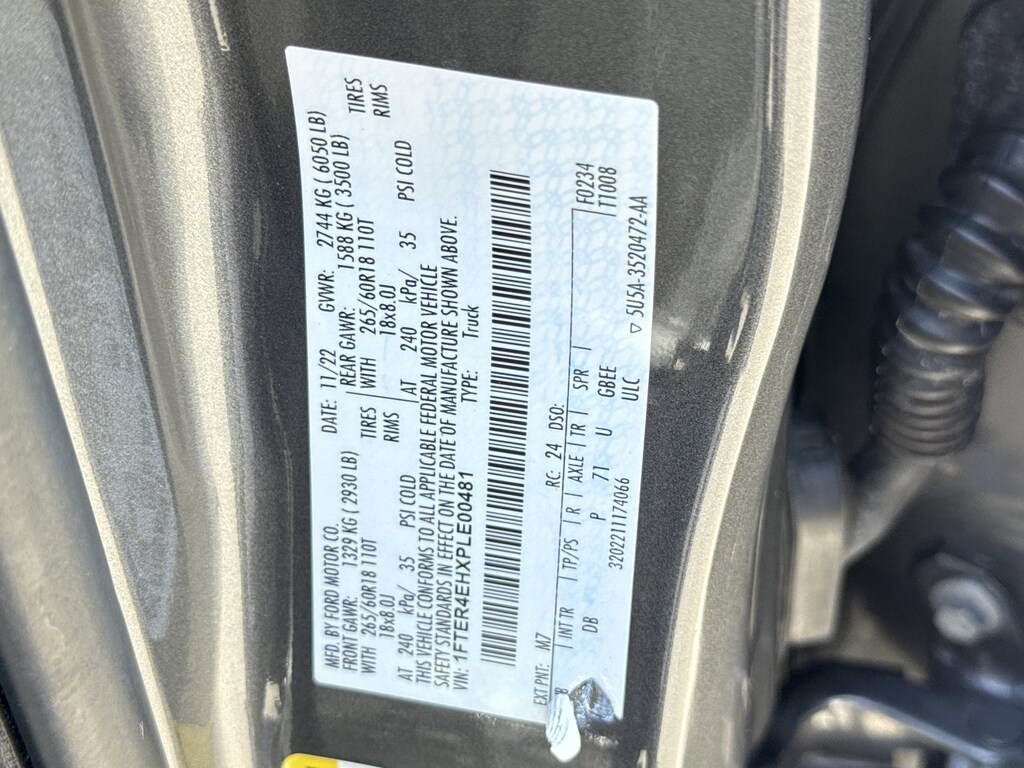 MFD. BY FORD MOTOR CO. DATE: 11/22 GVWR: 2744 KG ( 6050 LB)
FRONT GAWR: 1329 KG ( 2930 LB) REAR GAWR: 1588 KG ( 3500 LB)
WITH 265/60R18 110T TIRES WITH 265/60R18 110T TIRES
18x8.0J RIMS 18x8.0J RIMS
AT 240 kPa/ 35 PSI COLD AT 240 kPa/ 35 PSI COLD
THIS VEHICLE CONFORMS TO ALL APPLICABLE FEDERAL MOTOR VEHICLE
SAFETY STANDARDS IN EFFECT ON THE DATE OF MANUFACTURE SHOWN ABOVE.
VIN: 1FTER4EHXPLE00481 TYPE: Truck
EXT PNT: M7 RC: 24 DSO: F0234
INT TR TP/PS R AXLE TR SPR T1008
DB P 71 U GBEE
ULC
32022111174066 5U5A-3520472-AA